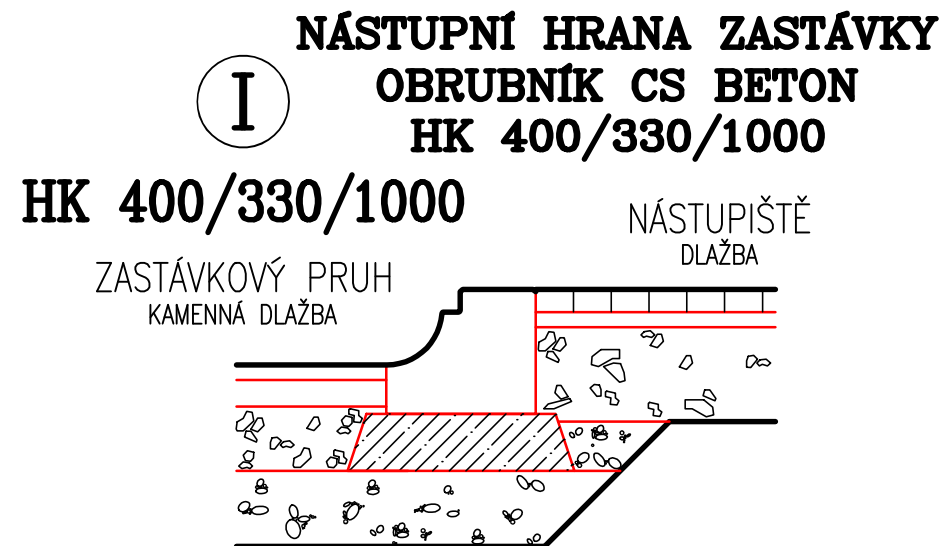 NÁSTUPNÍ HRANA ZASTÁVKY
OBRUBNÍK CS BETON
HK 400/330/1000
I
HK 400/330/1000
NÁSTUPIŠTĚ
DLAŽBA
ZASTÁVKOVÝ PRUH
KAMENNÁ DLAŽBA